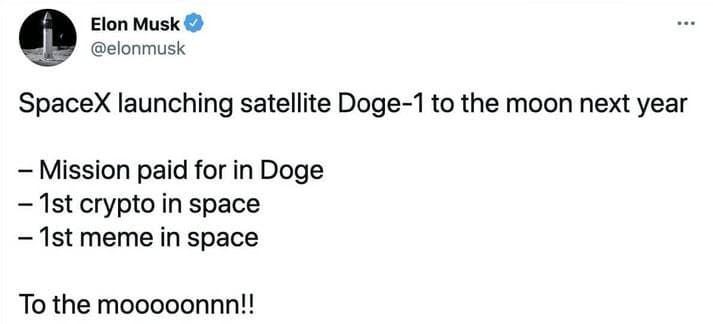 Elon Musk
@elonmusk
SpaceX launching satellite Doge-1 to the moon next year
– Mission paid for in Doge
– 1st crypto in space
– 1st meme in space
To the mooooonnn!!